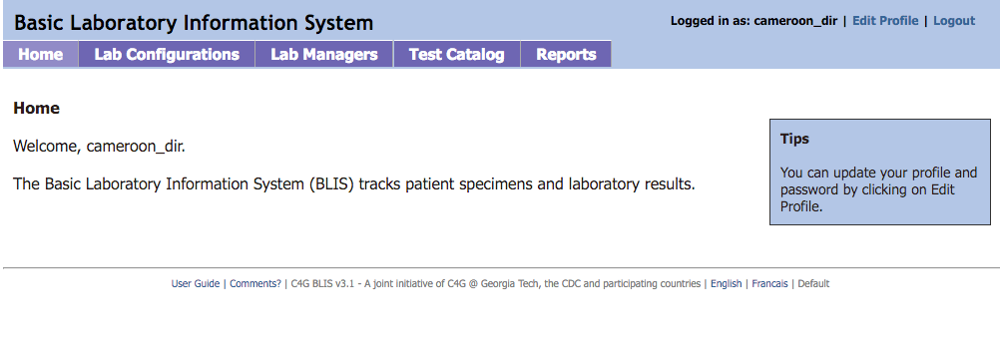 Basic Laboratory Information System
Logged in as: cameroon_dir | Edit Profile | Logout
Home Lab Configurations Lab Managers Test Catalog Reports
Home
Welcome, cameroon_dir.
The Basic Laboratory Information System (BLIS) tracks patient specimens and laboratory results.
Tips
You can update your profile and
password by clicking on Edit
Profile.
User Guide | Comments? | C4G BLIS v3.1 - A joint initiative of C4G @ Georgia Tech, the CDC and participating countries | English | Francais | Default